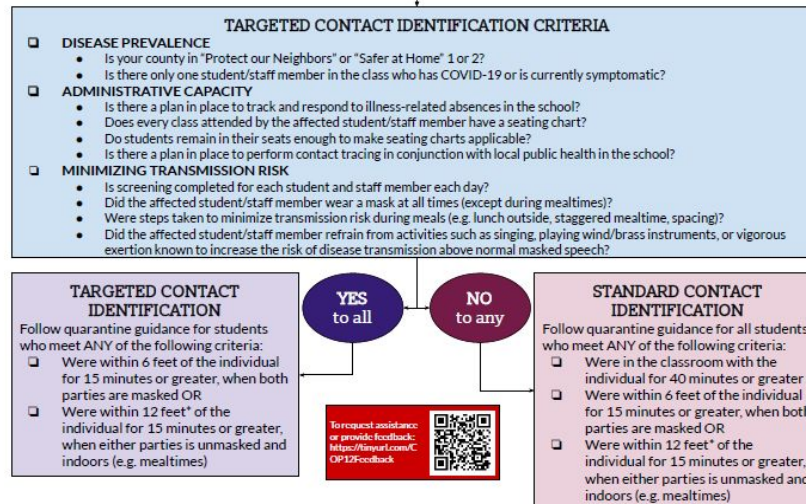 TARGETED CONTACT IDENTIFICATION CRITERIA
❑ DISEASE PREVALENCE
• Is your county in “Protect our Neighbors” or “Safer at Home” 1 or 2?
• Is there only one student/staff member in the class who has COVID-19 or is currently symptomatic?
❑ ADMINISTRATIVE CAPACITY
• Is there a plan in place to track and respond to illness-related absences in the school?
• Does every class attended by the affected student/staff member have a seating chart?
• Do students remain in their seats enough to make seating charts applicable?
• Is there a plan in place to perform contact tracing in conjunction with local public health in the school?
❑ MINIMIZING TRANSMISSION RISK
• Is screening completed for each student and staff member each day?
• Did the affected student/staff member wear a mask at all times (except during mealtimes)?
• Were steps taken to minimize transmission risk during meals (e.g. lunch outside, staggered mealtime, spacing)?
• Did the affected student/staff member refrain from activities such as singing, playing wind/brass instruments, or vigorous
exertion known to increase the risk of disease transmission above normal masked speech?
TARGETED CONTACT
IDENTIFICATION
Follow quarantine guidance for students
who meet ANY of the following criteria:
❑ Were within 6 feet of the individual
for 15 minutes or greater, when both
parties are masked OR
❑ Were within 12 feet* of the
individual for 15 minutes or greater,
when either parties is unmasked and
indoors (e.g. mealtimes)
YES
to all
NO
to any
To request assistance
or provide feedback:
https://tinyurl.com/C
OP12Feedback
STANDARD CONTACT
IDENTIFICATION
Follow quarantine guidance for all students
who meet ANY of the following criteria:
❑ Were in the classroom with the
individual for 40 minutes or greater
❑ Were within 6 feet of the individual
for 15 minutes or greater, when both
parties are masked OR
❑ Were within 12 feet* of the
individual for 15 minutes or greater,
when either parties is unmasked and
indoors (e.g. mealtimes)